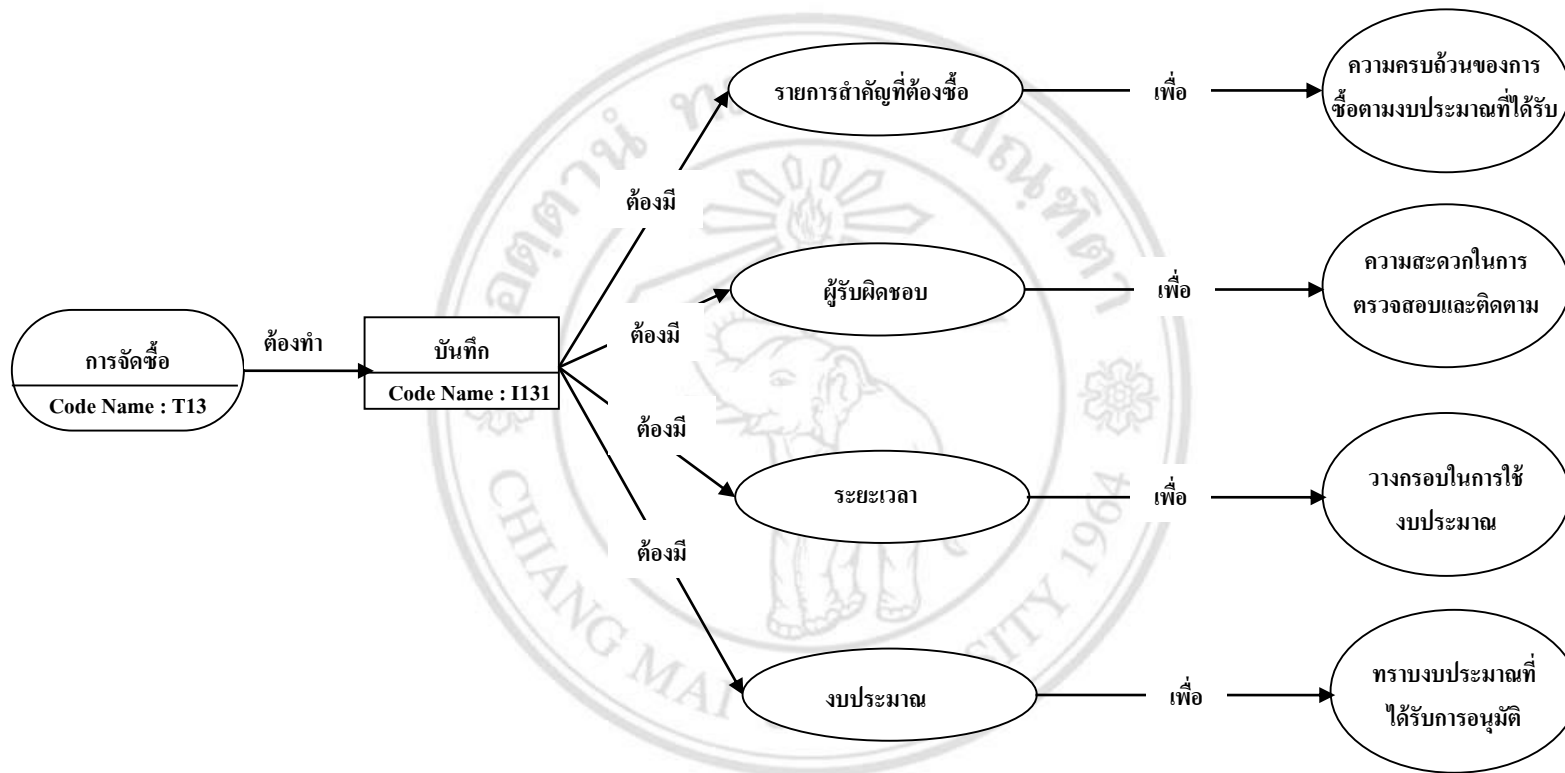 รายการสำคัญที่ต้องซื้อ
เพื่อ
ความครบถ้วนของการ
ซื้อตามงบประมาณที่ได้รับ
ต้องมี
ผู้รับผิดชอบ
เพื่อ
ความสะดวกในการ
ตรวจสอบและติดตาม
ต้องมี
การจัดซื้อ
Code Name : T13
ต้องทำ
บันทึก
Code Name : I131
ต้องมี
ระยะเวลา
เพื่อ
วางกรอบในการใช้
งบประมาณ
ต้องมี
งบประมาณ
เพื่อ
ทราบงบประมาณที่
ได้รับการอนุมัติ
CHIANG MAI
1964